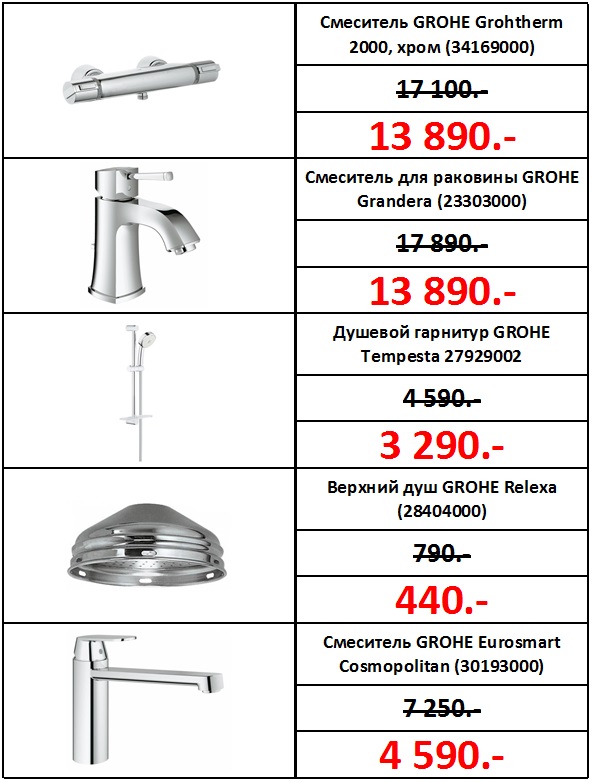 Смеситель GROHE Grohtherm
2000, хром (34169000)
17 100.-
13 890.-
Смеситель для раковины GROHE
Grandera (23303000)
17 890.-
13 890.-
Душевой гарнитур GROHE
Tempesta 27929002
4 590.-
3 290.-
Верхний душ GROHE Relexa
(28404000)
790.-
440.-
Смеситель GROHE Eurosmart
Cosmopolitan (30193000)
7 250.-
4 590.-